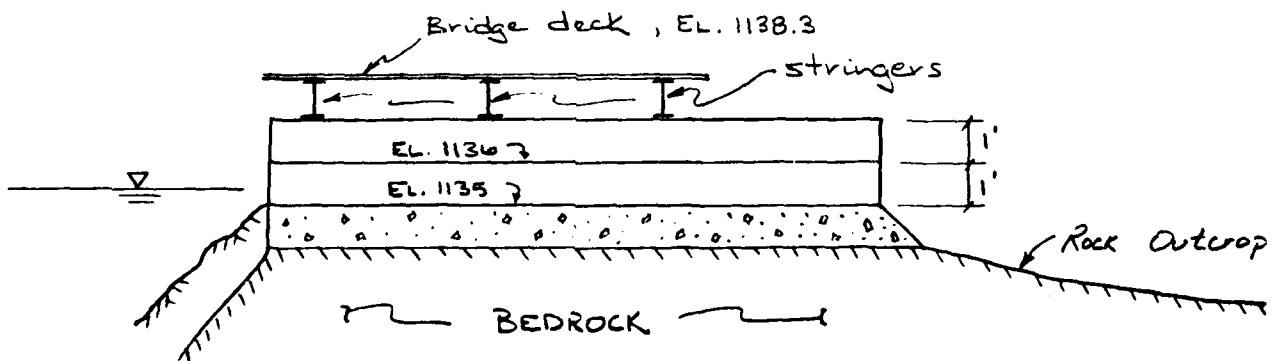 Bridge deck, EL. 1138.3
stringers
EL. 1136
1'
EL. 1135
1'
Rock Outcrop
BEDROCK